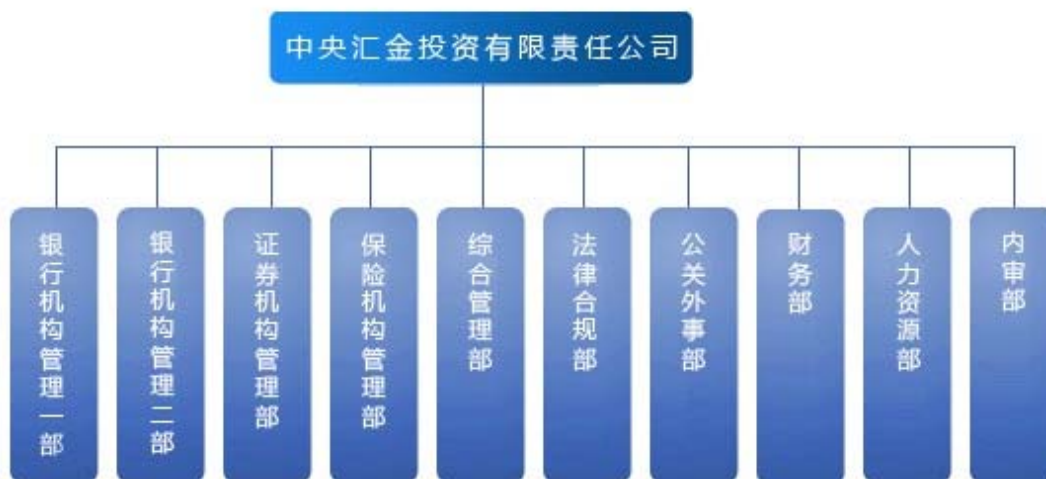 中央汇金投资有限责任公司
银行机构管理一部
银行机构管理二部
证券机构管理部
保险机构管理部
综合管理部
法律合规部
公关外事部
财务部
人力资源部
内审部